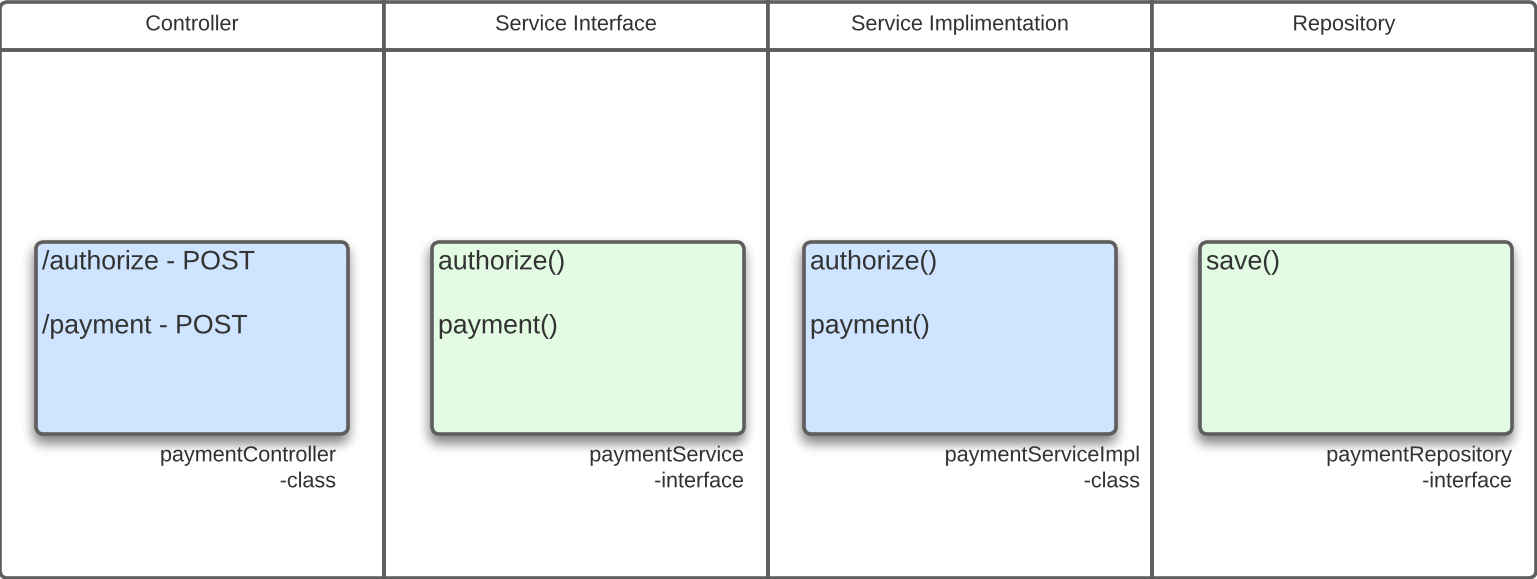 Controller
Service Interface
Service Implimentation
Repository
/authorize - POST
/payment - POST
paymentController
-class
authorize()
payment()
paymentService
-interface
authorize()
payment()
paymentServiceImpl
-class
save()
paymentRepository
-interface